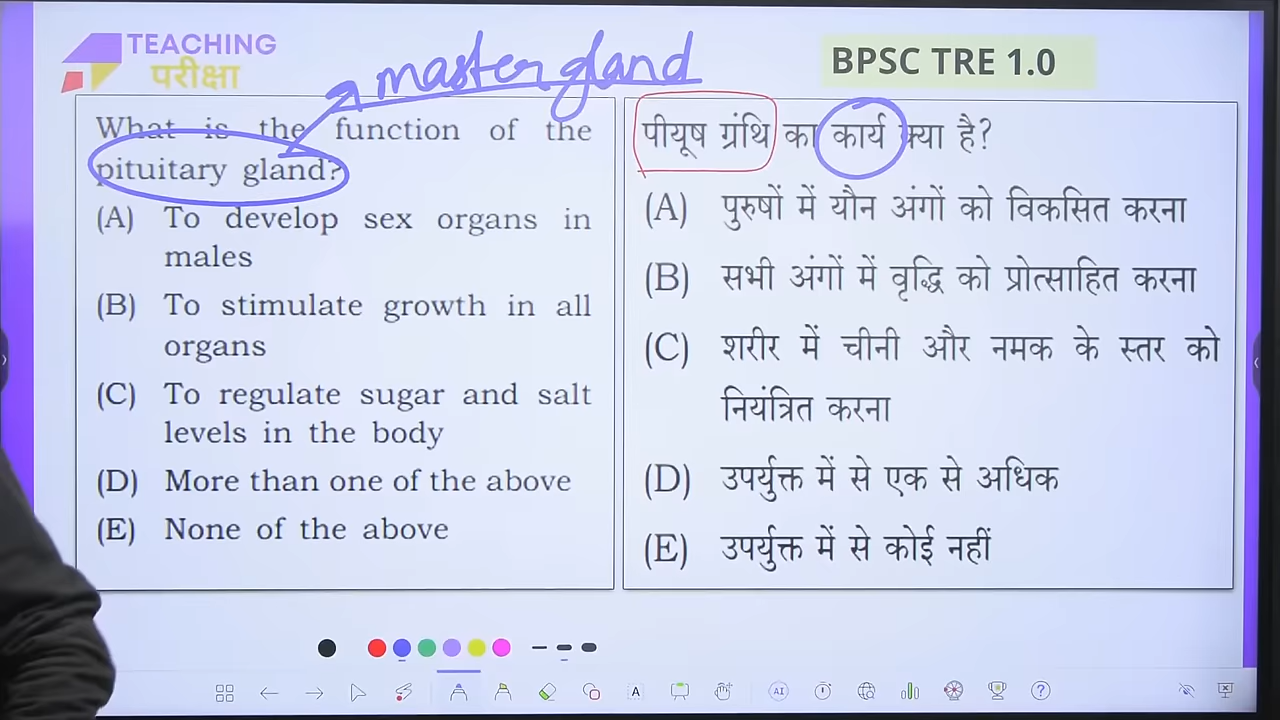 TEACHING
परीक्षा
master gland
BPSC TRE 1.0
What is the function of the
pituitary gland?
(A) To develop sex organs in
males
(B) To stimulate growth in all
organs
(C) To regulate sugar and salt
levels in the body
(D) More than one of the above
(E) None of the above
पीयूष ग्रंथि का कार्य क्या है?
(A) पुरुषों में यौन अंगों को विकसित करना
(B) सभी अंगों में वृद्धि को प्रोत्साहित करना
(C) शरीर में चीनी और नमक के स्तर को
नियंत्रित करना
(D) उपर्युक्त में से एक से अधिक
(E) उपर्युक्त में से कोई नहीं
A
AI
?